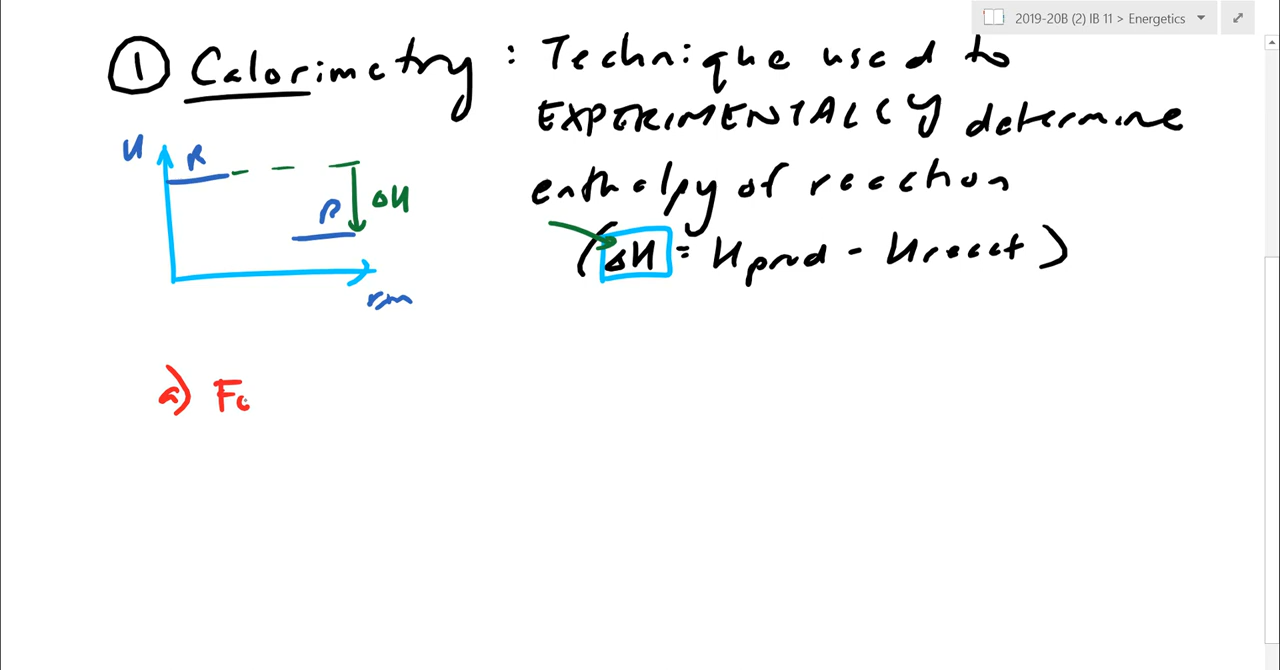 2019-20B (2) IB 11 > Energetics
① Calorimetry : Technique used to
EXPERIMENTALLY determine
enthalpy of reaction
(ΔH = Hprod - Hreact)
H
R
P
ΔH
rxn
a) Fo